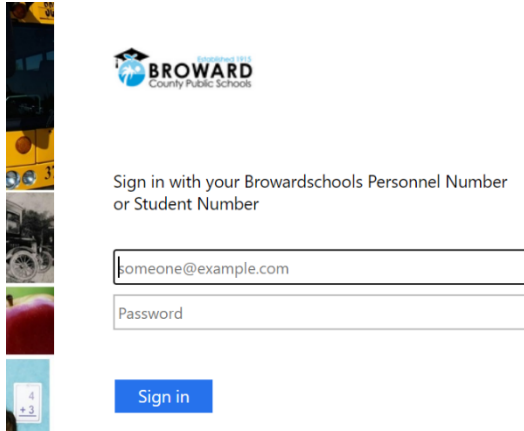 Established 1915
BROWARD
County Public Schools
Sign in with your Browardschools Personnel Number
or Student Number
someone@example.com
Password
Sign in
37
4
+ 3